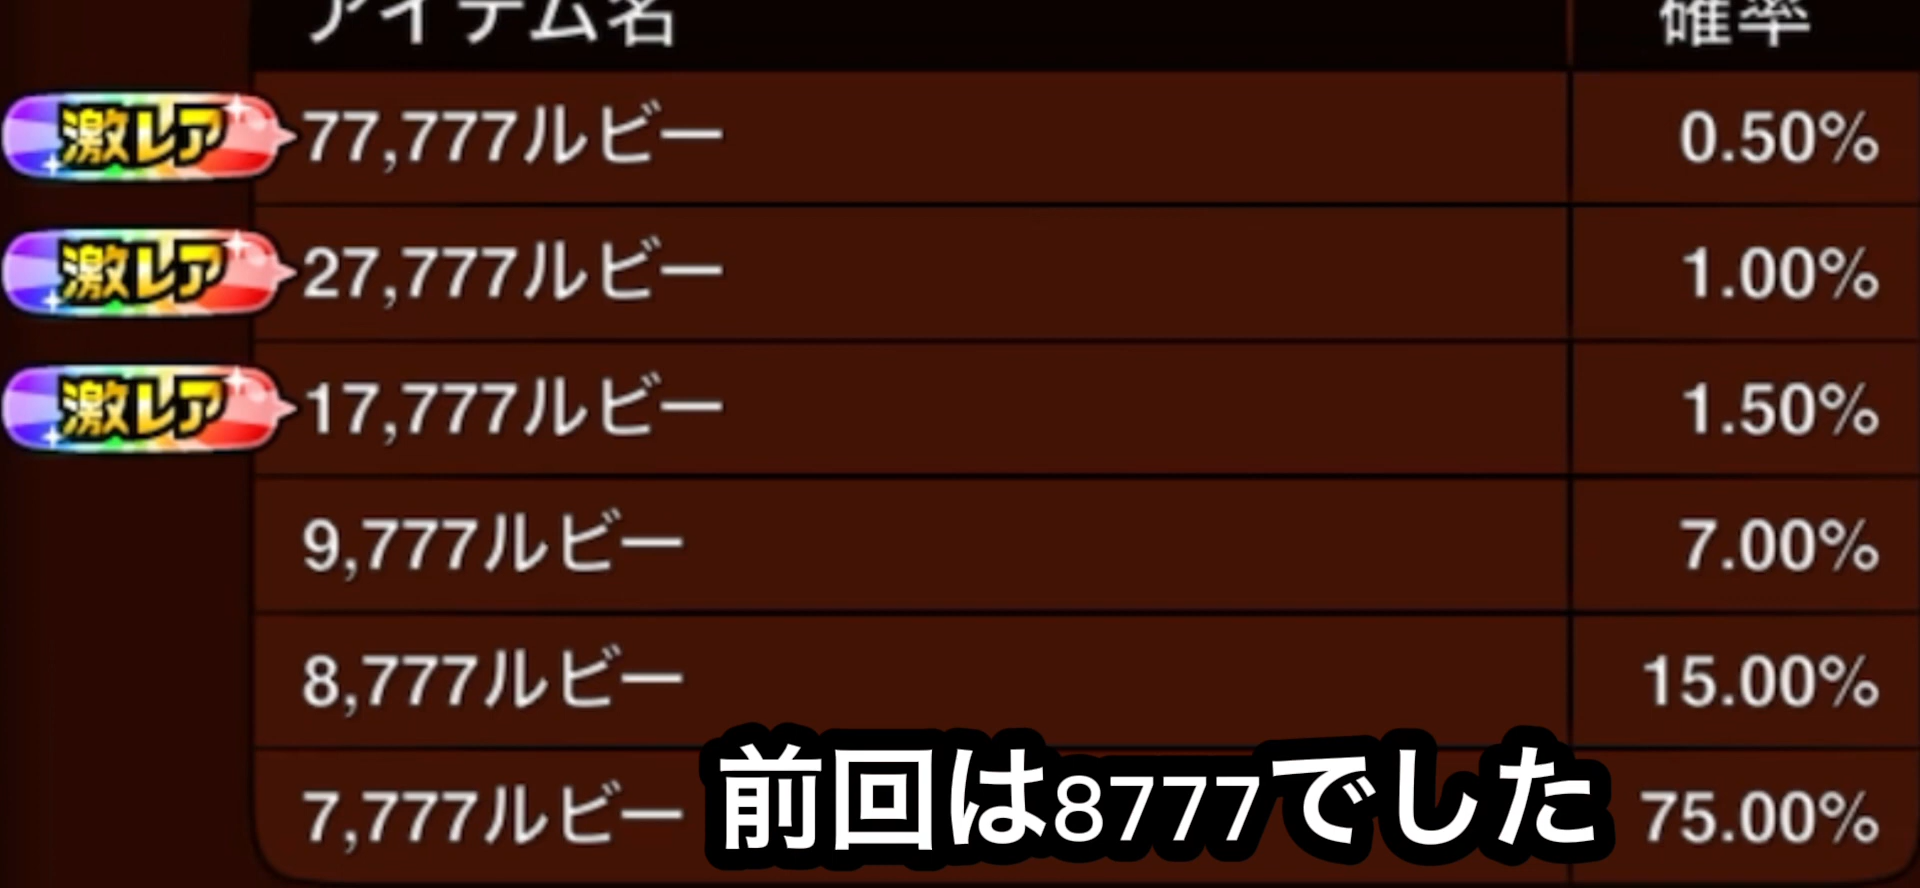 アイテム名 確率
激レア 77,777ルビー 0.50%
激レア 27,777ルビー 1.00%
激レア 17,777ルビー 1.50%
9,777ルビー 7.00%
8,777ルビー 15.00%
7,777ルビー 75.00%
前回は8777でした